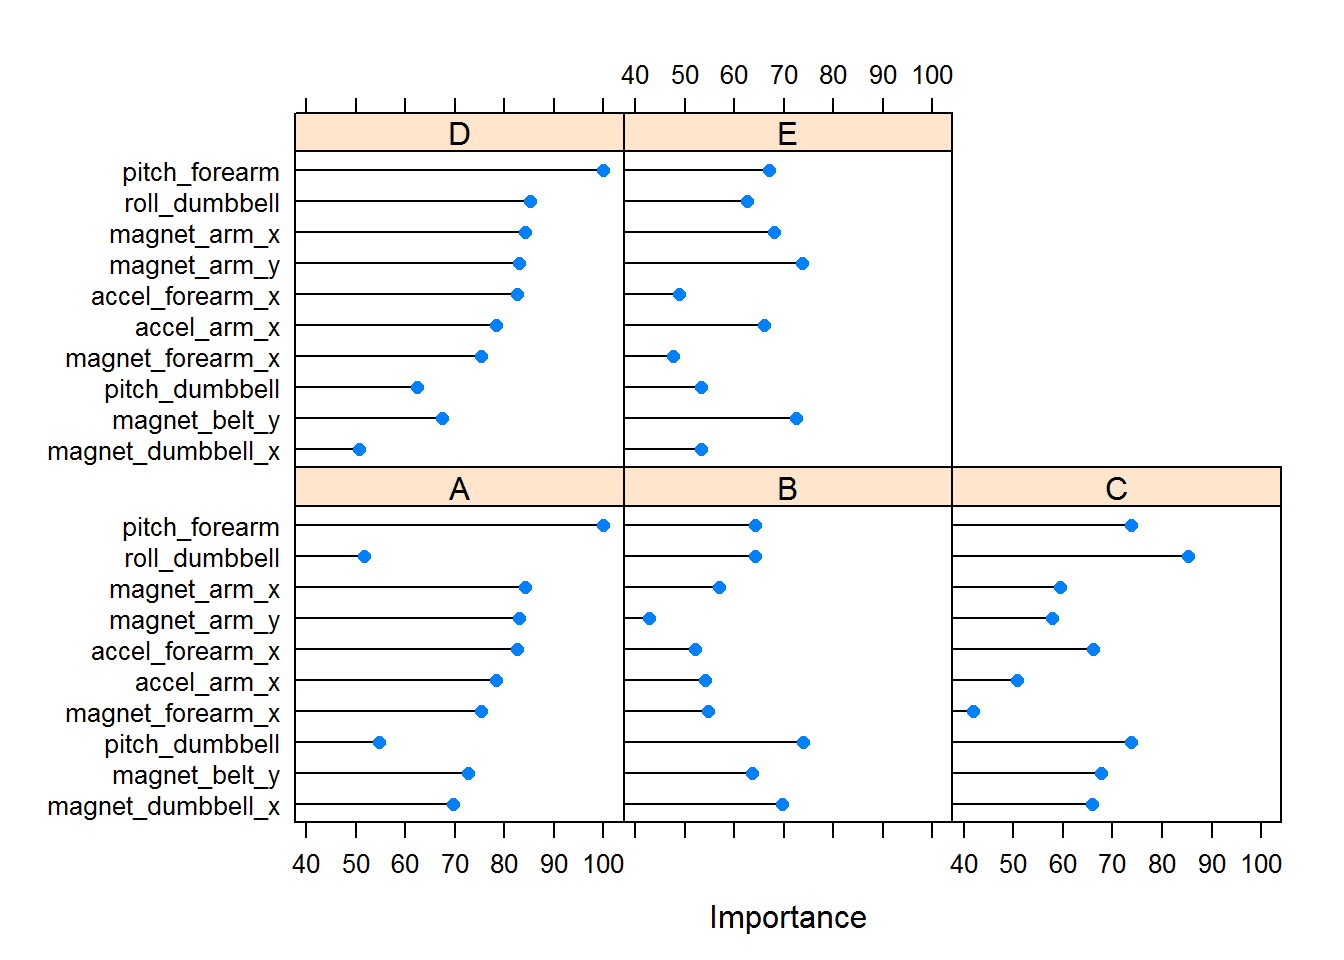 40 50 60 70 80 90 100
D E
pitch_forearm
roll_dumbbell
magnet_arm_x
magnet_arm_y
accel_forearm_x
accel_arm_x
magnet_forearm_x
pitch_dumbbell
magnet_belt_y
magnet_dumbbell_x
A B C
pitch_forearm
roll_dumbbell
magnet_arm_x
magnet_arm_y
accel_forearm_x
accel_arm_x
magnet_forearm_x
pitch_dumbbell
magnet_belt_y
magnet_dumbbell_x
40 50 60 70 80 90 100 40 50 60 70 80 90 100
Importance